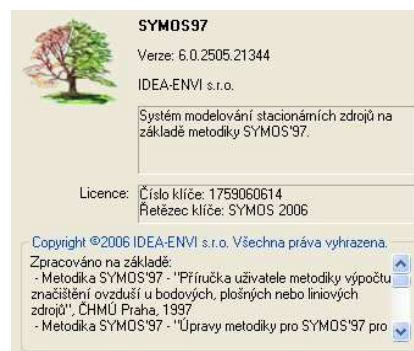 SYMOS97
Verze: 6.0.2505.21344
IDEA-ENVI s.r.o.
Systém modelování stacionárních zdrojů na
základě metodiky SYMOS'97.
Licence:
Číslo klíče: 1759060614
Řetězec klíče: SYMOS 2006
Copyright ©2006 IDEA-ENVI s.r.o. Všechna práva vyhrazena.
Zpracováno na základě:
- Metodika SYMOS'97 - "Příručka uživatele metodiky výpočtu
značištění ovzduší u bodových, plošných nebo liniových
zdrojů", ČHMÚ Praha, 1997
- Metodika SYMOS'97 - "Úpravy metodiky pro SYMOS'97 pro